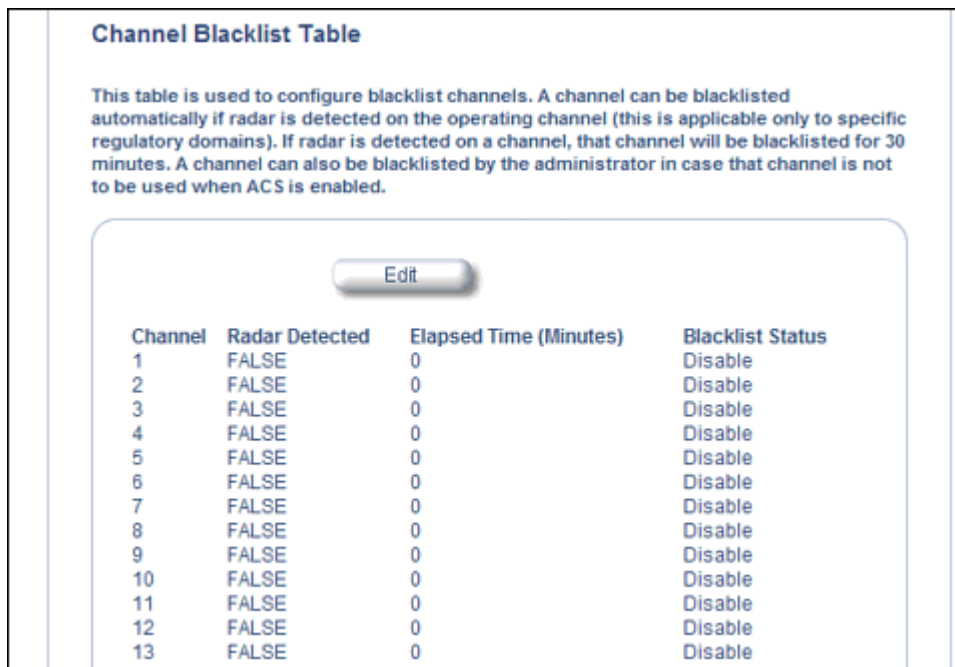 Channel Blacklist Table
This table is used to configure blacklist channels. A channel can be blacklisted
automatically if radar is detected on the operating channel (this is applicable only to specific
regulatory domains). If radar is detected on a channel, that channel will be blacklisted for 30
minutes. A channel can also be blacklisted by the administrator in case that channel is not
to be used when ACS is enabled.
Edit
Channel Radar Detected Elapsed Time (Minutes) Blacklist Status
1 FALSE 0 Disable
2 FALSE 0 Disable
3 FALSE 0 Disable
4 FALSE 0 Disable
5 FALSE 0 Disable
6 FALSE 0 Disable
7 FALSE 0 Disable
8 FALSE 0 Disable
9 FALSE 0 Disable
10 FALSE 0 Disable
11 FALSE 0 Disable
12 FALSE 0 Disable
13 FALSE 0 Disable